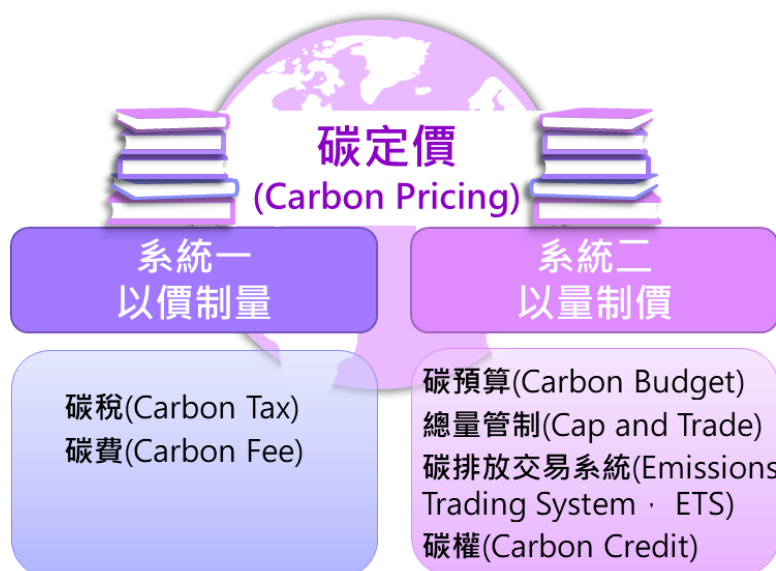 碳定價
(Carbon Pricing)
系統一
以價制量
系統二
以量制價
碳稅(Carbon Tax)
碳費(Carbon Fee)
碳預算(Carbon Budget)
總量管制(Cap and Trade)
碳排放交易系統(Emissions
Trading System， ETS)
碳權(Carbon Credit)